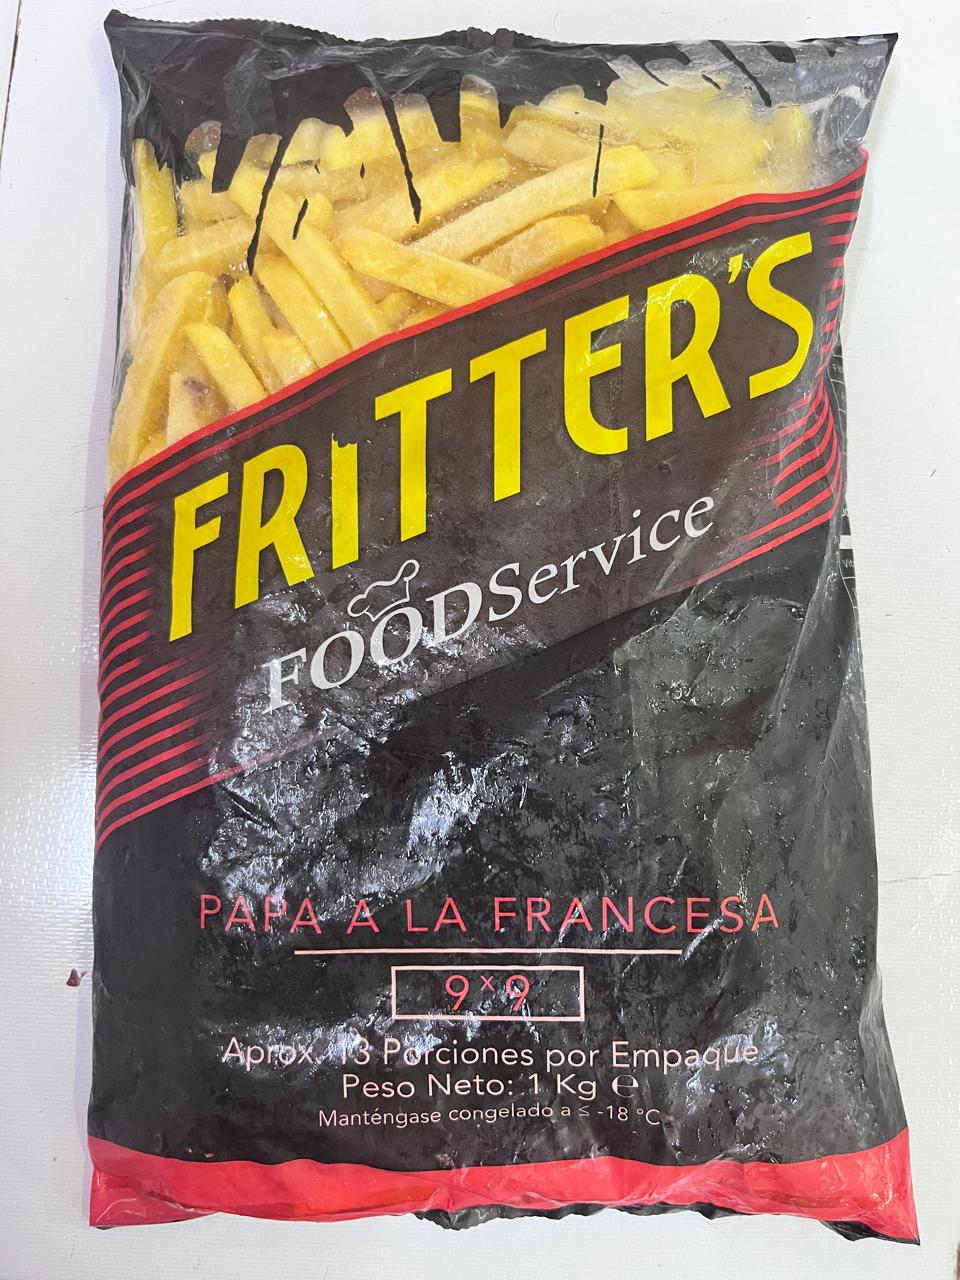 FRITTER'S
FOODService
PAPA A LA FRANCESA
9x9
Aprox. 13 Porciones por Empaque
Peso Neto: 1 Kg ℮
Manténgase congelado a ≤ -18 °C